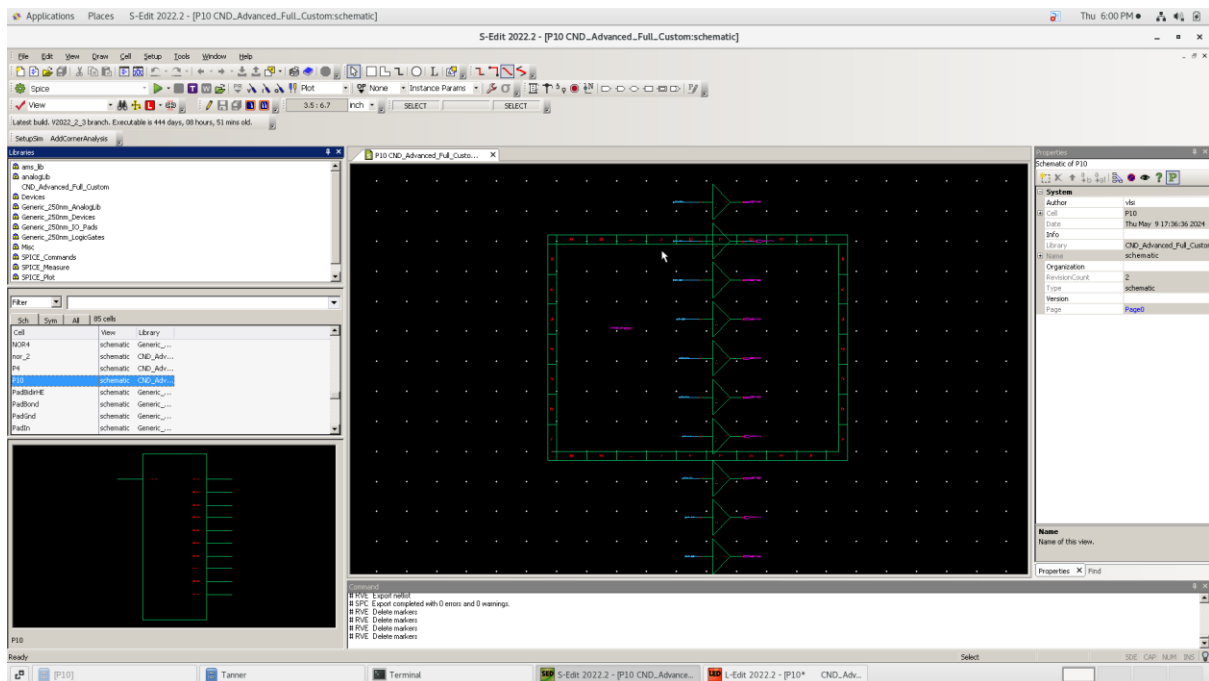 Applications Places S-Edit 2022.2 - [P10 CND_Advanced_Full_Custom:schematic] Thu 6:00 PM
S-Edit 2022.2 - [P10 CND_Advanced_Full_Custom:schematic]
File Edit View Draw Cell Setup Tools Window Help
Spice Plot None Instance Params
View 3.5 : 6.7 inch SELECT SELECT
Latest build. V2022_2_3 branch. Executable is 444 days, 08 hours, 51 mins old.
SetupSim AddCornerAnalysis
Libraries
ams_lib
analogLib
CND_Advanced_Full_Custom
Devices
Generic_250nm_AnalogLib
Generic_250nm_Devices
Generic_250nm_IO_Pads
Generic_250nm_LogicGates
Misc
SPICE_Commands
SPICE_Measure
SPICE_Plot
Filter
Sch Sym All 85 cells
Cell View Library
NOR4 schematic Generic_...
nor_2 schematic CND_Adv...
P4 schematic CND_Adv...
P10 schematic CND_Adv...
PadBidirHE schematic Generic_...
PadBond schematic Generic_...
PadGnd schematic Generic_...
PadIn schematic Generic_...
P10
P10 CND_Advanced_Full_Custo... X
Properties
Schematic of P10
System
Author vlsi
Cell P10
Date Thu May 9 17:36:36 2024
Info
Library CND_Advanced_Full_Custor
Name schematic
Organization
RevisionCount 2
Type schematic
Version
Page Page0
Name
Name of this view.
Properties X Find
Command
# RVE Export netlist
# SPC Export completed with 0 errors and 0 warnings.
# RVE Delete markers
# RVE Delete markers
# RVE Delete markers
# RVE Delete markers
Ready Select SDE CAP NUM INS
[P10] Tanner Terminal S-Edit 2022.2 - [P10 CND_Advance... L-Edit 2022.2 - [P10* CND_Adv...